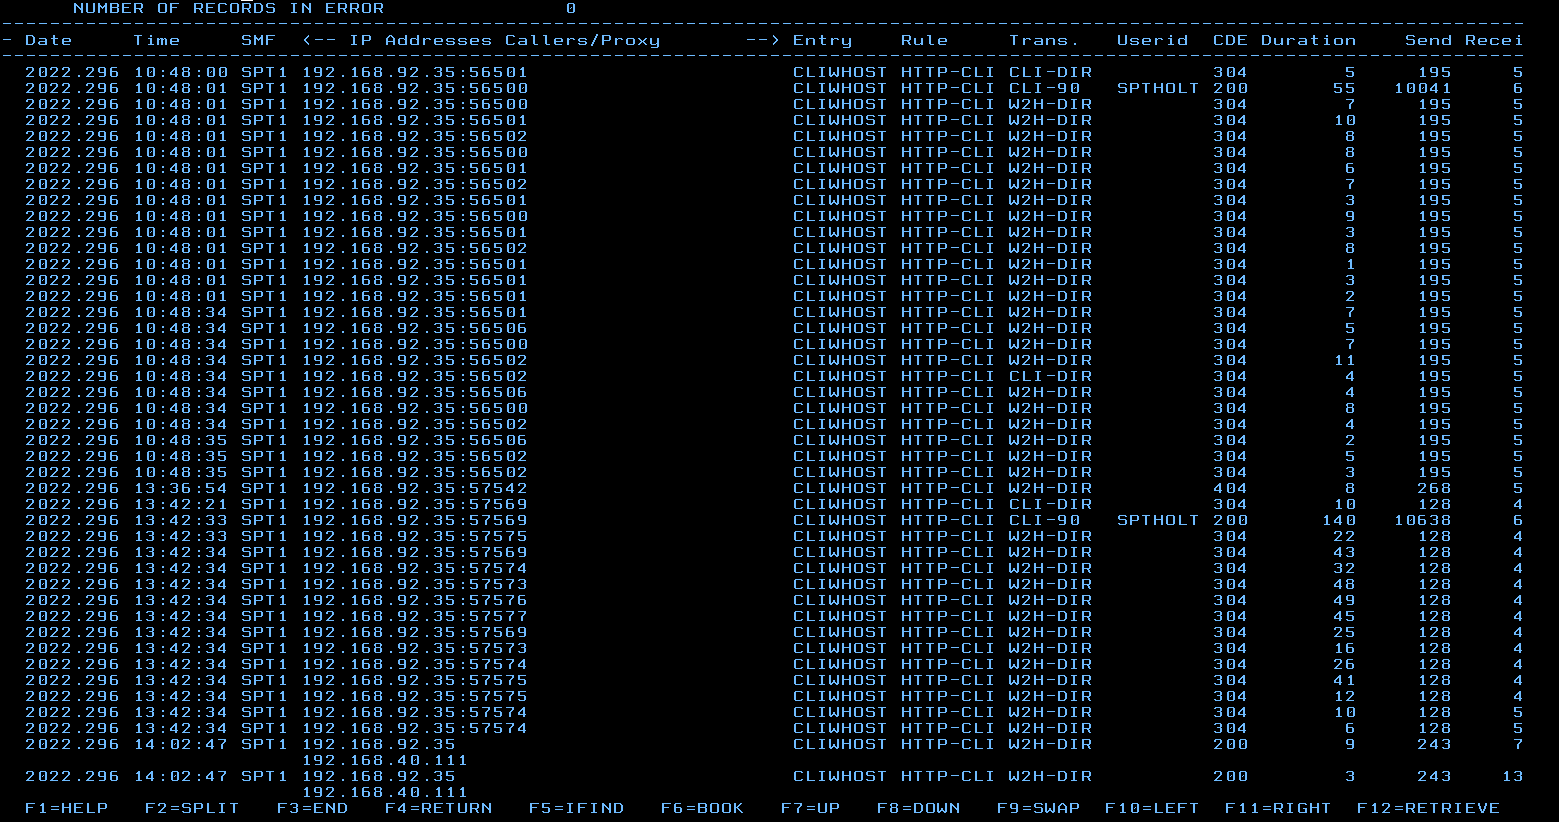 NUMBER OF RECORDS IN ERROR 0
- Date Time SMF <-- IP Addresses Callers/Proxy --> Entry Rule Trans. Userid CDE Duration Send Recei
2022.296 10:48:00 SPT1 192.168.92.35:56501 CLIWHOST HTTP-CLI CLI-DIR 304 5 195 5
2022.296 10:48:01 SPT1 192.168.92.35:56500 CLIWHOST HTTP-CLI CLI-90 SPTHOLT 200 55 10041 6
2022.296 10:48:01 SPT1 192.168.92.35:56500 CLIWHOST HTTP-CLI W2H-DIR 304 7 195 5
2022.296 10:48:01 SPT1 192.168.92.35:56501 CLIWHOST HTTP-CLI W2H-DIR 304 10 195 5
2022.296 10:48:01 SPT1 192.168.92.35:56502 CLIWHOST HTTP-CLI W2H-DIR 304 8 195 5
2022.296 10:48:01 SPT1 192.168.92.35:56500 CLIWHOST HTTP-CLI W2H-DIR 304 8 195 5
2022.296 10:48:01 SPT1 192.168.92.35:56501 CLIWHOST HTTP-CLI W2H-DIR 304 6 195 5
2022.296 10:48:01 SPT1 192.168.92.35:56502 CLIWHOST HTTP-CLI W2H-DIR 304 7 195 5
2022.296 10:48:01 SPT1 192.168.92.35:56501 CLIWHOST HTTP-CLI W2H-DIR 304 3 195 5
2022.296 10:48:01 SPT1 192.168.92.35:56500 CLIWHOST HTTP-CLI W2H-DIR 304 9 195 5
2022.296 10:48:01 SPT1 192.168.92.35:56501 CLIWHOST HTTP-CLI W2H-DIR 304 3 195 5
2022.296 10:48:01 SPT1 192.168.92.35:56502 CLIWHOST HTTP-CLI W2H-DIR 304 8 195 5
2022.296 10:48:01 SPT1 192.168.92.35:56501 CLIWHOST HTTP-CLI W2H-DIR 304 1 195 5
2022.296 10:48:01 SPT1 192.168.92.35:56501 CLIWHOST HTTP-CLI W2H-DIR 304 3 195 5
2022.296 10:48:01 SPT1 192.168.92.35:56501 CLIWHOST HTTP-CLI W2H-DIR 304 2 195 5
2022.296 10:48:34 SPT1 192.168.92.35:56501 CLIWHOST HTTP-CLI W2H-DIR 304 7 195 5
2022.296 10:48:34 SPT1 192.168.92.35:56506 CLIWHOST HTTP-CLI W2H-DIR 304 5 195 5
2022.296 10:48:34 SPT1 192.168.92.35:56500 CLIWHOST HTTP-CLI W2H-DIR 304 7 195 5
2022.296 10:48:34 SPT1 192.168.92.35:56502 CLIWHOST HTTP-CLI W2H-DIR 304 11 195 5
2022.296 10:48:34 SPT1 192.168.92.35:56502 CLIWHOST HTTP-CLI CLI-DIR 304 4 195 5
2022.296 10:48:34 SPT1 192.168.92.35:56506 CLIWHOST HTTP-CLI W2H-DIR 304 4 195 5
2022.296 10:48:34 SPT1 192.168.92.35:56500 CLIWHOST HTTP-CLI W2H-DIR 304 8 195 5
2022.296 10:48:34 SPT1 192.168.92.35:56502 CLIWHOST HTTP-CLI W2H-DIR 304 4 195 5
2022.296 10:48:35 SPT1 192.168.92.35:56506 CLIWHOST HTTP-CLI W2H-DIR 304 2 195 5
2022.296 10:48:35 SPT1 192.168.92.35:56502 CLIWHOST HTTP-CLI W2H-DIR 304 5 195 5
2022.296 10:48:35 SPT1 192.168.92.35:56502 CLIWHOST HTTP-CLI W2H-DIR 304 3 195 5
2022.296 13:36:54 SPT1 192.168.92.35:57542 CLIWHOST HTTP-CLI W2H-DIR 404 8 268 5
2022.296 13:42:21 SPT1 192.168.92.35:57569 CLIWHOST HTTP-CLI CLI-DIR 304 10 128 4
2022.296 13:42:33 SPT1 192.168.92.35:57569 CLIWHOST HTTP-CLI CLI-90 SPTHOLT 200 140 10638 6
2022.296 13:42:33 SPT1 192.168.92.35:57575 CLIWHOST HTTP-CLI W2H-DIR 304 22 128 4
2022.296 13:42:34 SPT1 192.168.92.35:57569 CLIWHOST HTTP-CLI W2H-DIR 304 43 128 4
2022.296 13:42:34 SPT1 192.168.92.35:57574 CLIWHOST HTTP-CLI W2H-DIR 304 32 128 4
2022.296 13:42:34 SPT1 192.168.92.35:57573 CLIWHOST HTTP-CLI W2H-DIR 304 48 128 4
2022.296 13:42:34 SPT1 192.168.92.35:57576 CLIWHOST HTTP-CLI W2H-DIR 304 49 128 4
2022.296 13:42:34 SPT1 192.168.92.35:57577 CLIWHOST HTTP-CLI W2H-DIR 304 45 128 4
2022.296 13:42:34 SPT1 192.168.92.35:57569 CLIWHOST HTTP-CLI W2H-DIR 304 25 128 4
2022.296 13:42:34 SPT1 192.168.92.35:57573 CLIWHOST HTTP-CLI W2H-DIR 304 16 128 4
2022.296 13:42:34 SPT1 192.168.92.35:57574 CLIWHOST HTTP-CLI W2H-DIR 304 26 128 4
2022.296 13:42:34 SPT1 192.168.92.35:57575 CLIWHOST HTTP-CLI W2H-DIR 304 41 128 4
2022.296 13:42:34 SPT1 192.168.92.35:57575 CLIWHOST HTTP-CLI W2H-DIR 304 12 128 4
2022.296 13:42:34 SPT1 192.168.92.35:57574 CLIWHOST HTTP-CLI W2H-DIR 304 10 128 5
2022.296 13:42:34 SPT1 192.168.92.35:57574 CLIWHOST HTTP-CLI W2H-DIR 304 6 128 5
2022.296 14:02:47 SPT1 192.168.92.35 CLIWHOST HTTP-CLI W2H-DIR 200 9 243 7
192.168.40.111
2022.296 14:02:47 SPT1 192.168.92.35 CLIWHOST HTTP-CLI W2H-DIR 200 3 243 13
192.168.40.111
F1=HELP F2=SPLIT F3=END F4=RETURN F5=IFIND F6=BOOK F7=UP F8=DOWN F9=SWAP F10=LEFT F11=RIGHT F12=RETRIEVE